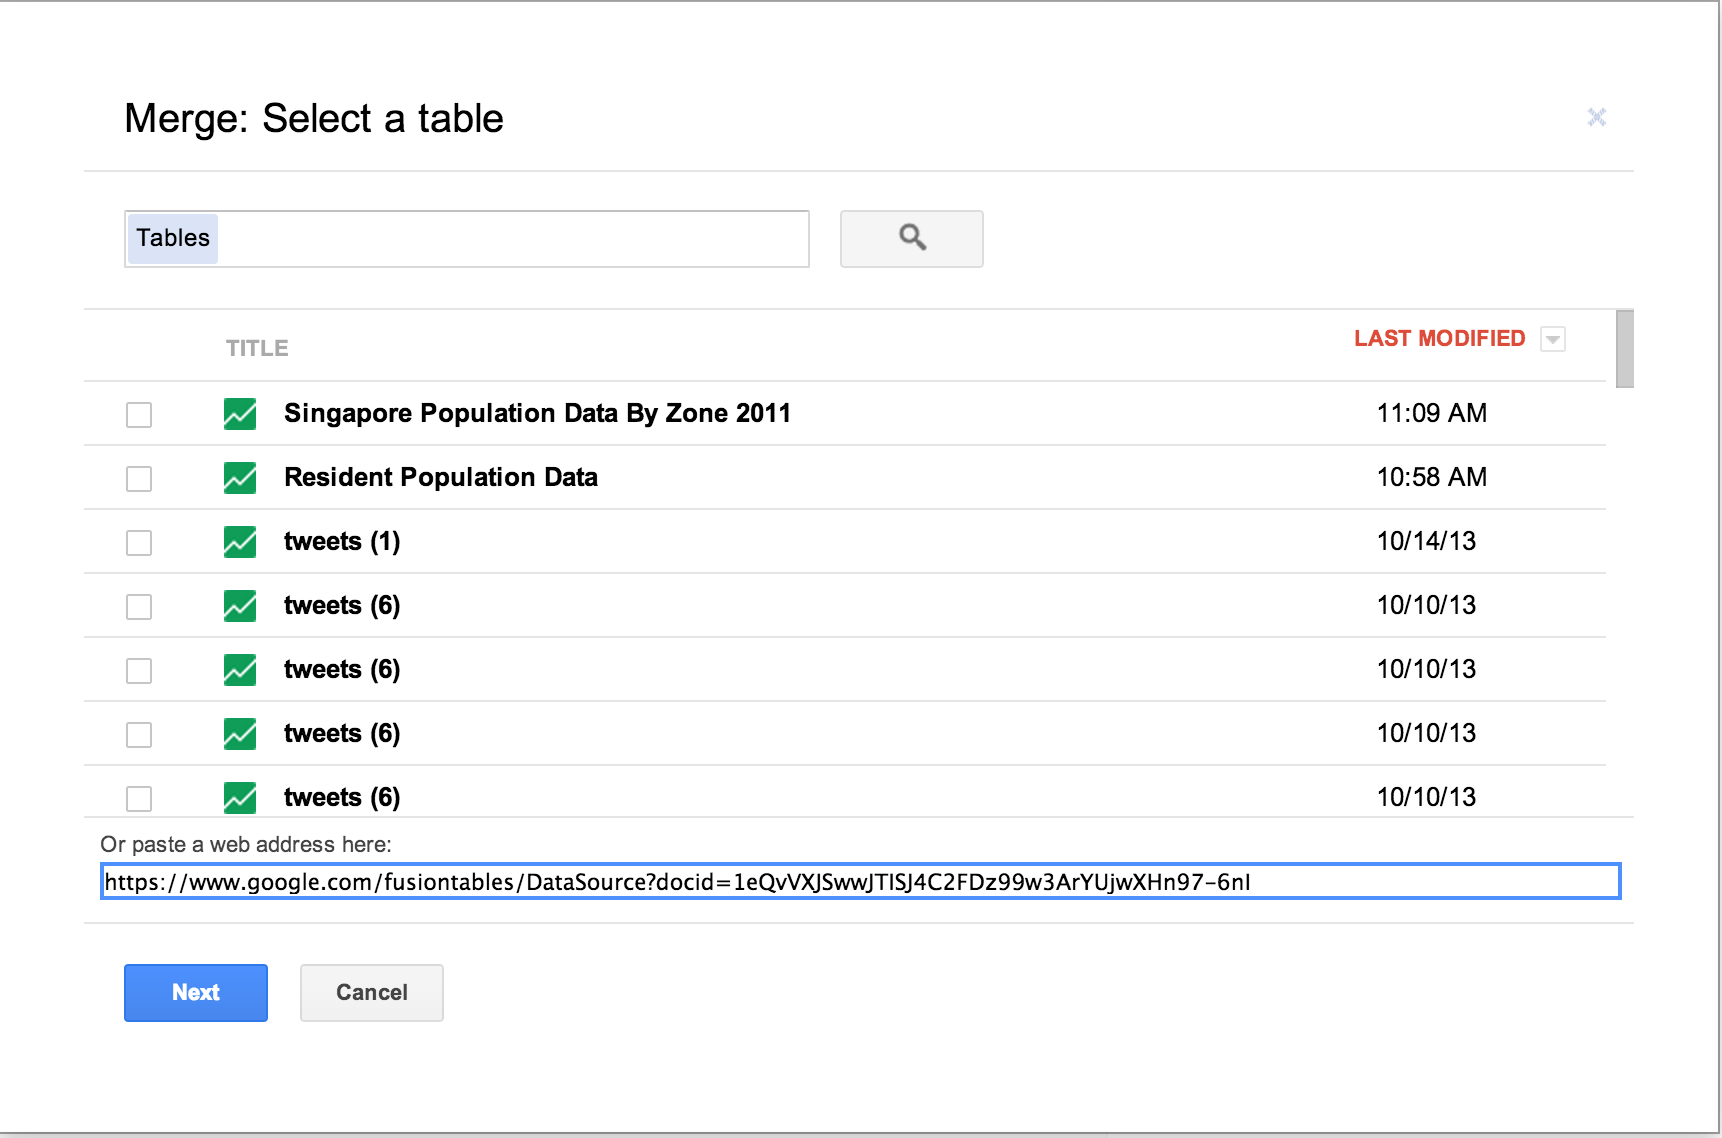 Merge: Select a table
Tables
TITLE LAST MODIFIED
Singapore Population Data By Zone 2011 11:09 AM
Resident Population Data 10:58 AM
tweets (1) 10/14/13
tweets (6) 10/10/13
tweets (6) 10/10/13
tweets (6) 10/10/13
tweets (6) 10/10/13
Or paste a web address here:
https://www.google.com/fusiontables/DataSource?docid=1eQvVXJSwwJTISJ4C2FDz99w3ArYUjwXHn97-6nI
Next Cancel